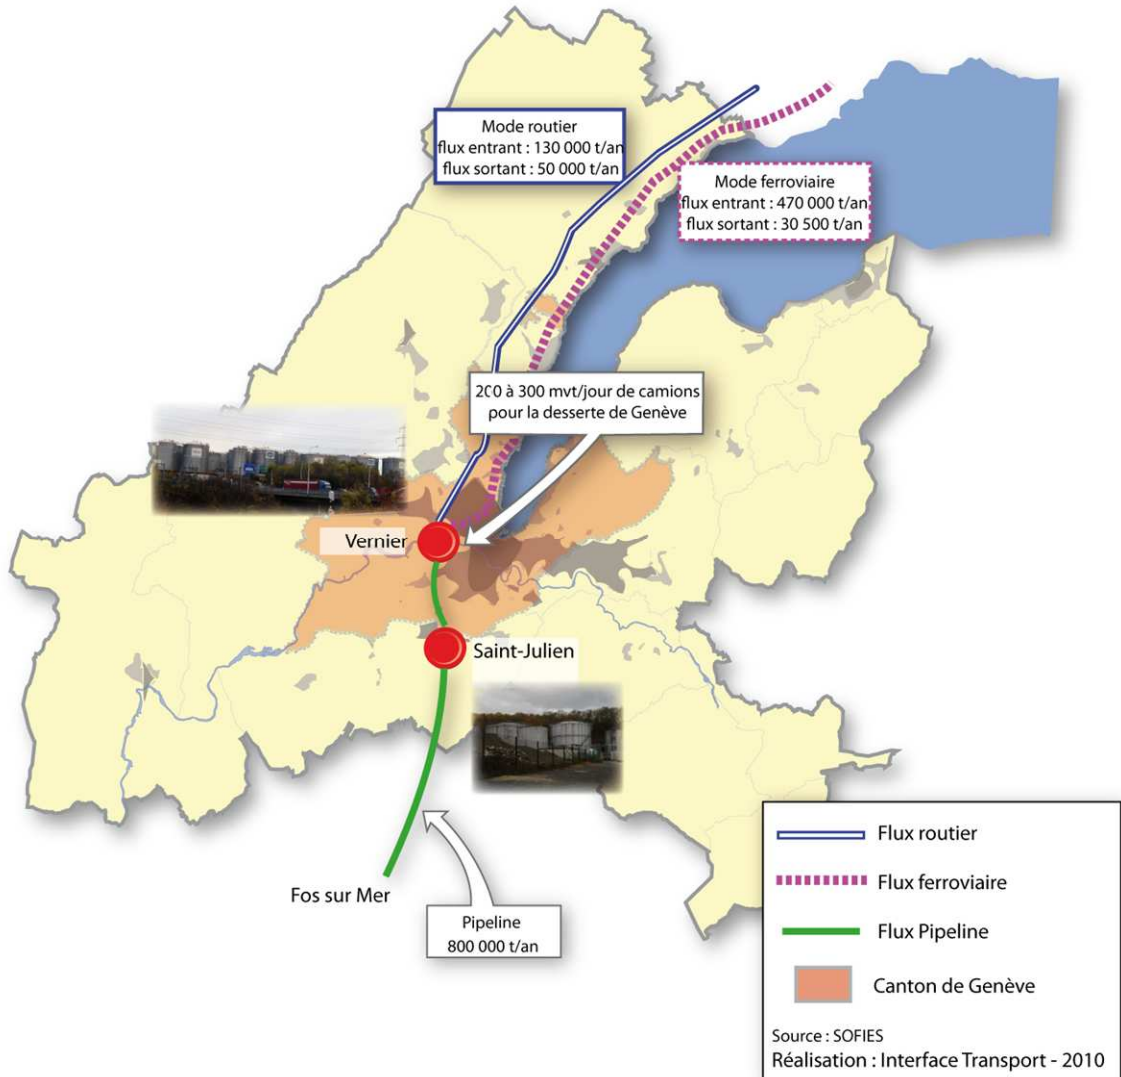 Mode routier
flux entrant : 130 000 t/an
flux sortant : 50 000 t/an
Mode ferroviaire
flux entrant : 470 000 t/an
flux sortant : 30 500 t/an
200 à 300 mvt/jour de camions
pour la desserte de Genève
Vernier
Saint-Julien
Fos sur Mer
Pipeline
800 000 t/an
Flux routier
Flux ferroviaire
Flux Pipeline
Canton de Genève
Source : SOFIES
Réalisation : Interface Transport - 2010